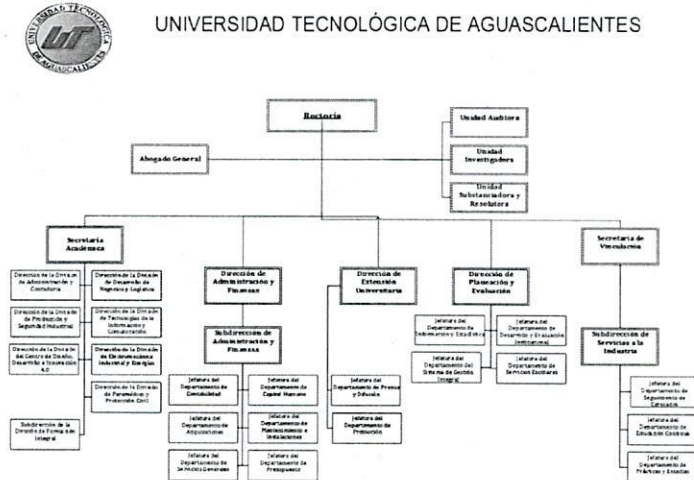 UNIVERSIDAD TECNOLÓGICA
DE AGUASCALIENTES
UT
UNIVERSIDAD TECNOLÓGICA DE AGUASCALIENTES
Rectoría
Unidad Auditora
Abogado General
Unidad
Investigadora
Unidad
Substanciadora y
Resolutora
Secretaría
Académica
Secretaría de
Vinculación
Dirección de
Administración y
Finanzas
Dirección de
Extensión
Universitaria
Dirección de
Planeación y
Evaluación
Dirección de la División
de Administración y
Contaduría
Dirección de la División
de Desarrollo de
Negocios y Logística
Dirección de la División
de Producción y
Seguridad Industrial
Dirección de la División
de Tecnologías de la
Información y
Comunicación
Dirección de la División
del Centro de Diseño,
Desarrollo e Innovación
4.0
Dirección de la División
de Electromecánica
Industrial y Energías
Dirección de la División
de Paramédico y
Protección Civil
Subdirección de la
División de Formación
Integral
Subdirección de
Administración y
Finanzas
Jefatura del
Departamento de
Contabilidad
Jefatura del
Departamento de
Capital Humano
Jefatura del
Departamento de
Adquisiciones
Jefatura del
Departamento de
Mantenimiento e
Instalaciones
Jefatura del
Departamento de
Servicios Generales
Jefatura del
Departamento de
Presupuesto
Jefatura del
Departamento de Prensa
y Difusión
Jefatura del
Departamento de
Promoción
Jefatura del
Departamento de
Información y Estadística
Jefatura del
Departamento de
Desarrollo y Evaluación
Institucional
Jefatura del
Departamento del
Sistema de Gestión
Integral
Jefatura del
Departamento de
Servicios Escolares
Subdirección de
Servicios a la
Industria
Jefatura del
Departamento de
Seguimiento de
Egresados
Jefatura del
Departamento de
Educación Continua
Jefatura del
Departamento de
Prácticas y Estadías